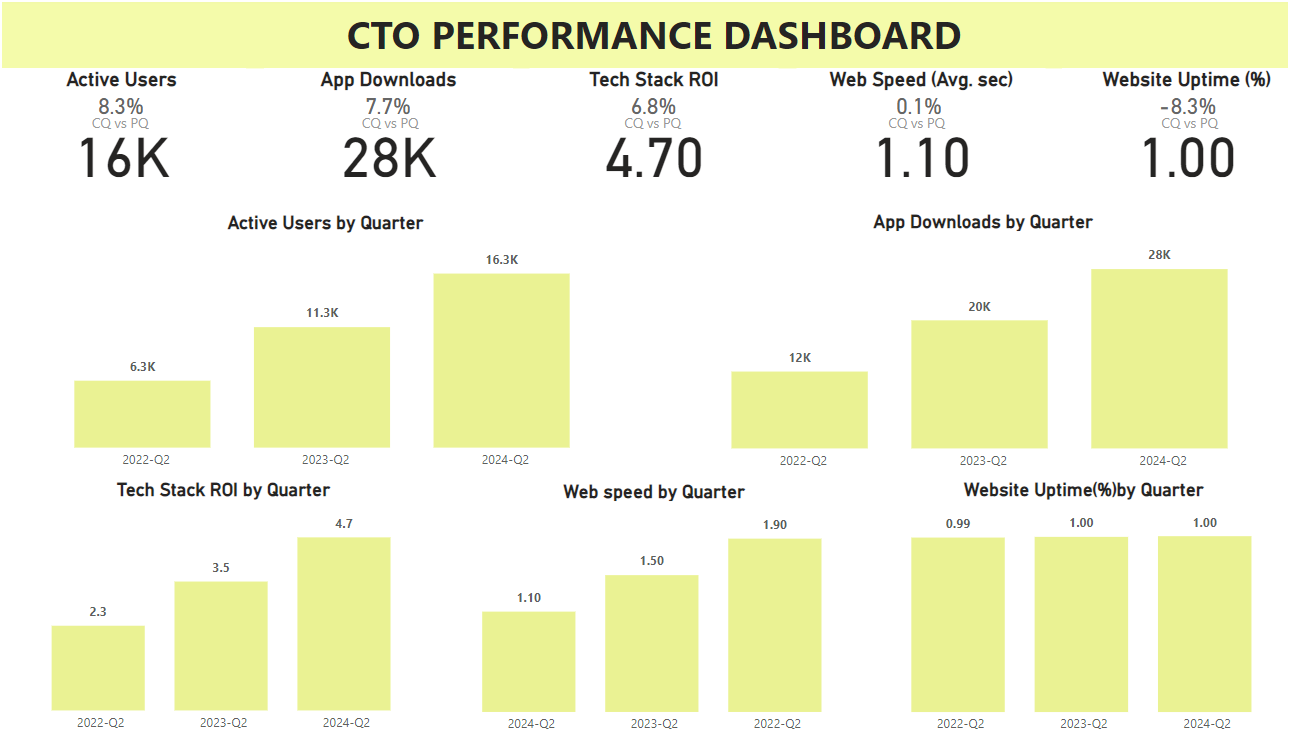 CTO PERFORMANCE DASHBOARD
Active Users
8.3%
CQ vs PQ
16K
App Downloads
7.7%
CQ vs PQ
28K
Tech Stack ROI
6.8%
CQ vs PQ
4.70
Web Speed (Avg. sec)
0.1%
CQ vs PQ
1.10
Website Uptime (%)
-8.3%
CQ vs PQ
1.00
Active Users by Quarter
6.3K
11.3K
16.3K
2022-Q2
2023-Q2
2024-Q2
App Downloads by Quarter
12K
20K
28K
2022-Q2
2023-Q2
2024-Q2
Tech Stack ROI by Quarter
2.3
3.5
4.7
2022-Q2
2023-Q2
2024-Q2
Web speed by Quarter
1.10
1.50
1.90
2024-Q2
2023-Q2
2022-Q2
Website Uptime(%)by Quarter
0.99
1.00
1.00
2022-Q2
2023-Q2
2024-Q2